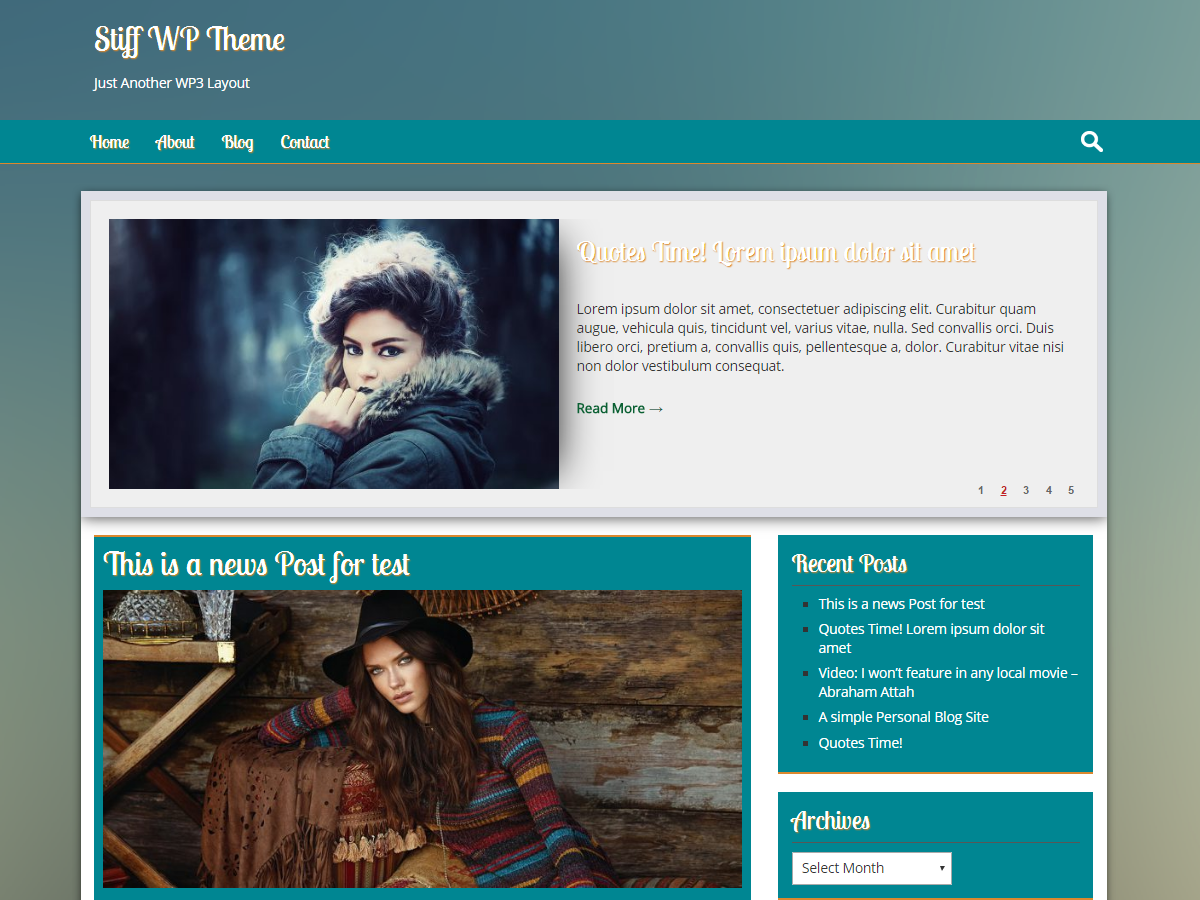 Stiff WP Theme
Just Another WP3 Layout
Home About Blog Contact
Quotes Time! Lorem ipsum dolor sit amet
Lorem ipsum dolor sit amet, consectetuer adipiscing elit. Curabitur quam
augue, vehicula quis, tincidunt vel, varius vitae, nulla. Sed convallis orci. Duis
libero orci, pretium a, convallis quis, pellentesque a, dolor. Curabitur vitae nisi
non dolor vestibulum consequat.
Read More →
1 2 3 4 5
This is a news Post for test
Recent Posts
This is a news Post for test
Quotes Time! Lorem ipsum dolor sit
amet
Video: I won’t feature in any local movie –
Abraham Attah
A simple Personal Blog Site
Quotes Time!
Archives
Select Month